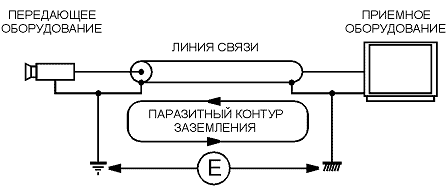 ПЕРЕДАЮЩЕЕ
ОБОРУДОВАНИЕ
ПРИЕМНОЕ
ОБОРУДОВАНИЕ
ЛИНИЯ СВЯЗИ
ПАРАЗИТНЫЙ КОНТУР
ЗАЗЕМЛЕНИЯ
E